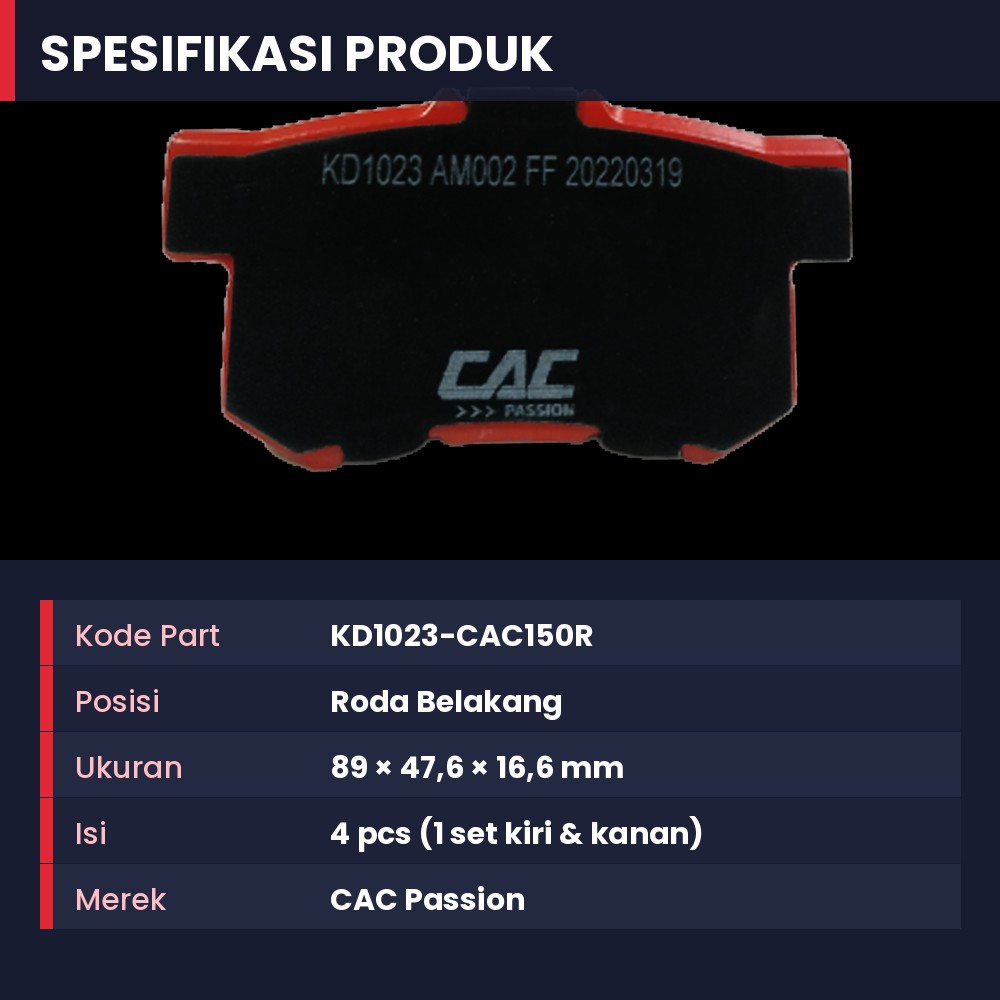 SPESIFIKASI PRODUK
KD1023 AM002 FF 20220319
CAC
>>> PASSION
Kode Part KD1023-CAC150R
Posisi Roda Belakang
Ukuran 89 × 47,6 × 16,6 mm
Isi 4 pcs (1 set kiri & kanan)
Merek CAC Passion